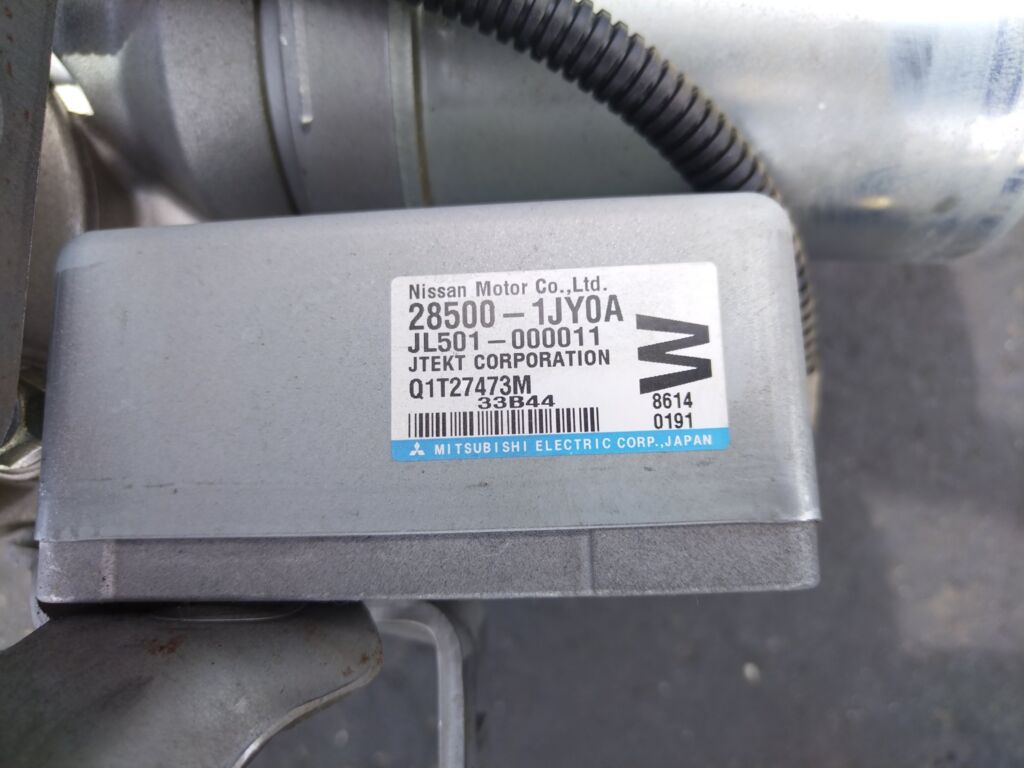 Nissan Motor Co.,Ltd.
28500-1JY0A
JL501-000011
JTEKT CORPORATION
Q1T27473M
33B44
W
8614
0191
MITSUBISHI ELECTRIC CORP.,JAPAN